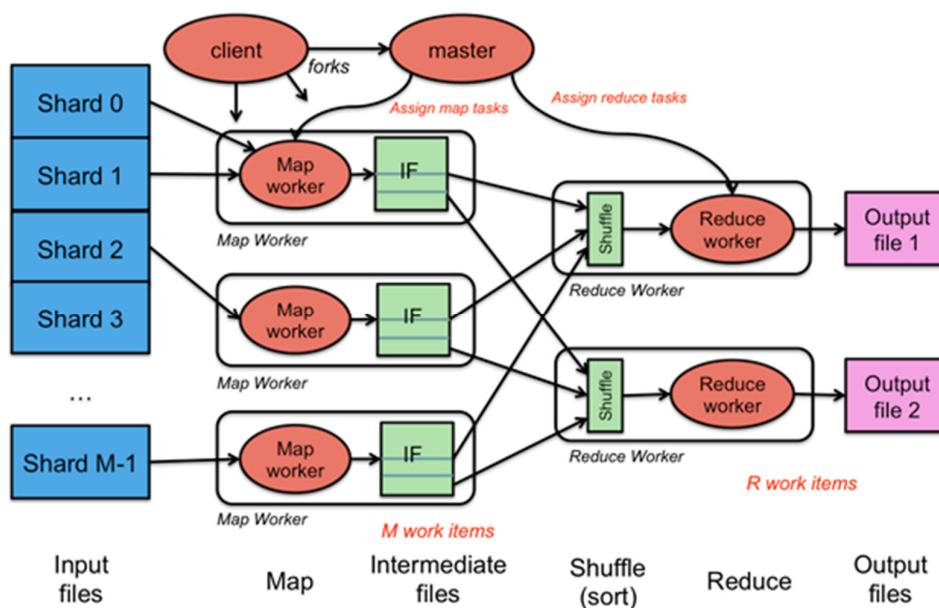 client
forks
master
Assign map tasks
Assign reduce tasks
Shard 0
Shard 1
Shard 2
Shard 3
...
Shard M-1
Map
worker
IF
Map Worker
Map
worker
IF
Map Worker
Map
worker
IF
Map Worker
M work items
Shuffle
Reduce
worker
Reduce Worker
Shuffle
Reduce
worker
Reduce Worker
R work items
Output
file 1
Output
file 2
Input
files
Map
Intermediate
files
Shuffle
(sort)
Reduce
Output
files